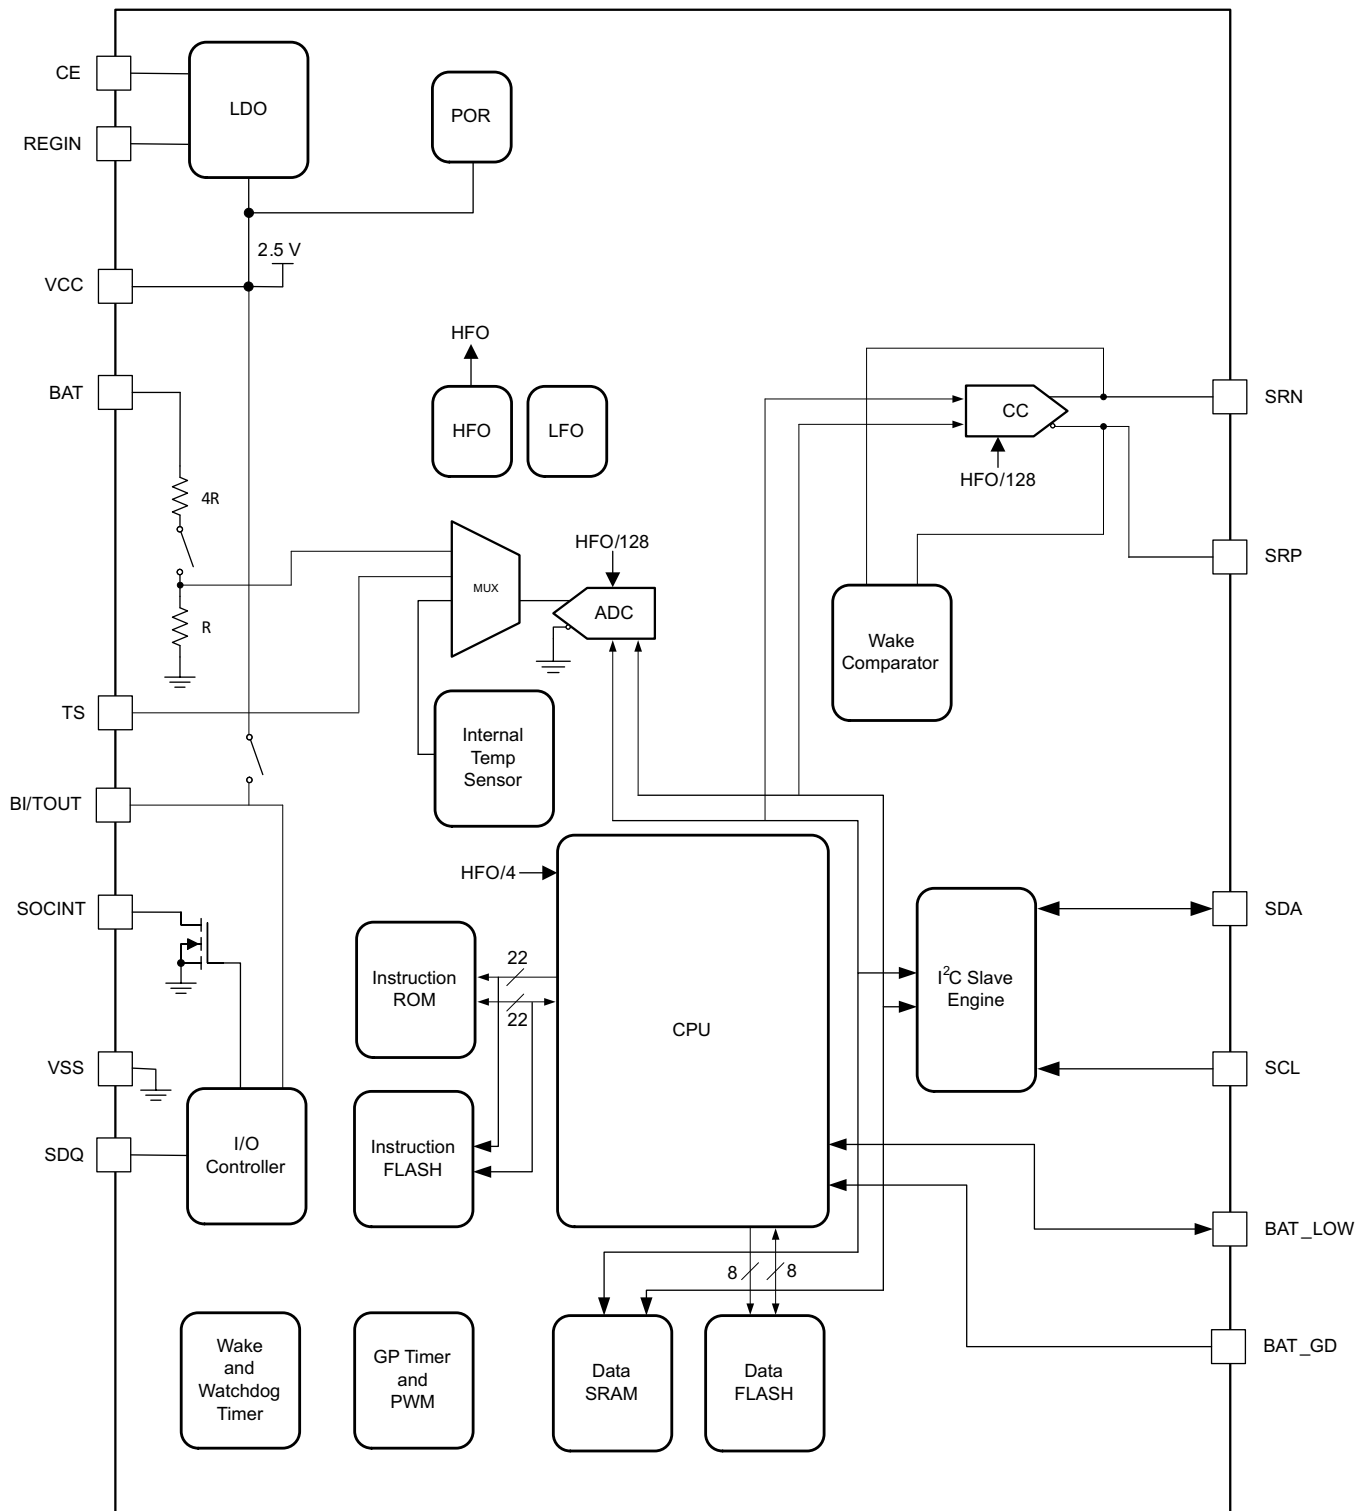 CE
LDO
POR
REGIN
2.5 V
VCC
HFO
BAT
HFO
LFO
CC
SRN
HFO/128
4R
HFO/128
MUX
ADC
SRP
R
Wake
Comparator
TS
Internal
Temp
Sensor
BI/TOUT
HFO/4
SOCINT
SDA
Instruction
ROM
22
22
CPU
I²C Slave
Engine
VSS
SCL
SDQ
I/O
Controller
Instruction
FLASH
BAT_LOW
8
8
BAT_GD
Wake
and
Watchdog
Timer
GP Timer
and
PWM
Data
SRAM
Data
FLASH